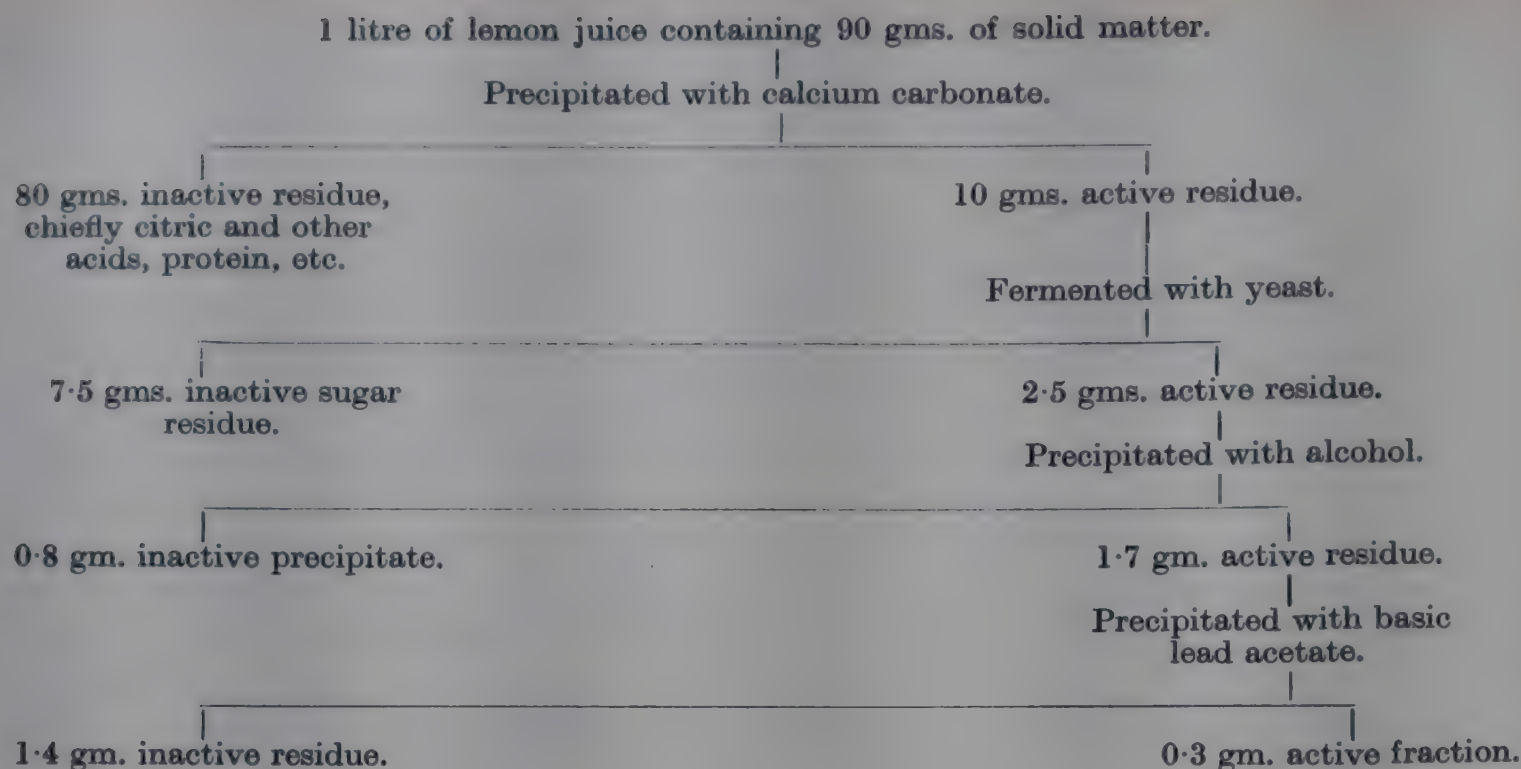 1 litre of lemon juice containing 90 gms. of solid matter.
Precipitated with calcium carbonate.
80 gms. inactive residue,
chiefly citric and other
acids, protein, etc.
10 gms. active residue.
Fermented with yeast.
7·5 gms. inactive sugar
residue.
2·5 gms. active residue.
Precipitated with alcohol.
0·8 gm. inactive precipitate.
1·7 gm. active residue.
Precipitated with basic
lead acetate.
1·4 gm. inactive residue.
0·3 gm. active fraction.